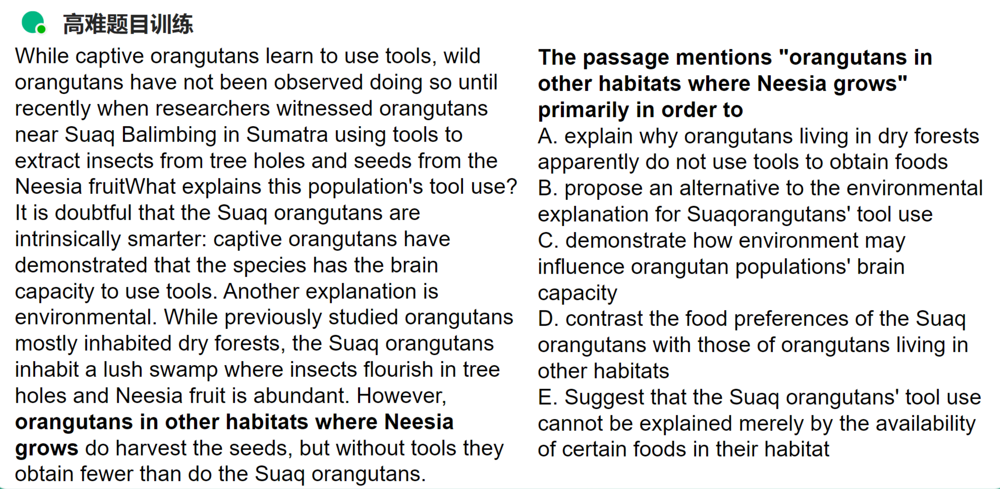 高难题目训练
While captive orangutans learn to use tools, wild
orangutans have not been observed doing so until
recently when researchers witnessed orangutans
near Suaq Balimbing in Sumatra using tools to
extract insects from tree holes and seeds from the
Neesia fruitWhat explains this population's tool use?
It is doubtful that the Suaq orangutans are
intrinsically smarter: captive orangutans have
demonstrated that the species has the brain
capacity to use tools. Another explanation is
environmental. While previously studied orangutans
mostly inhabited dry forests, the Suaq orangutans
inhabit a lush swamp where insects flourish in tree
holes and Neesia fruit is abundant. However,
orangutans in other habitats where Neesia
grows do harvest the seeds, but without tools they
obtain fewer than do the Suaq orangutans.
The passage mentions "orangutans in
other habitats where Neesia grows"
primarily in order to
A. explain why orangutans living in dry forests
apparently do not use tools to obtain foods
B. propose an alternative to the environmental
explanation for Suaqorangutans' tool use
C. demonstrate how environment may
influence orangutan populations' brain
capacity
D. contrast the food preferences of the Suaq
orangutans with those of orangutans living in
other habitats
E. Suggest that the Suaq orangutans' tool use
cannot be explained merely by the availability
of certain foods in their habitat